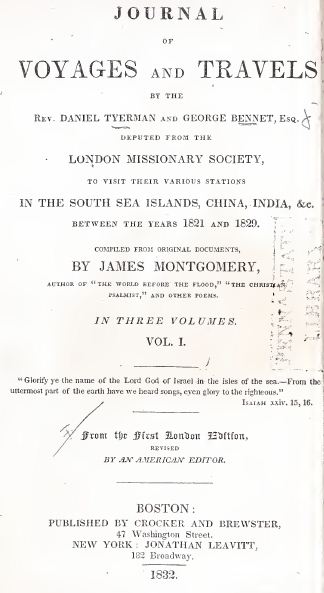 JOURNAL
OF
VOYAGES AND TRAVELS
BY THE
REV. DANIEL TYERMAN AND GEORGE BENNET, ESQ.
DEPUTED FROM THE
LONDON MISSIONARY SOCIETY,
TO VISIT THEIR VARIOUS STATIONS
IN THE SOUTH SEA ISLANDS, CHINA, INDIA, &c.
BETWEEN THE YEARS 1821 AND 1829.
COMPILED FROM ORIGINAL DOCUMENTS,
BY JAMES MONTGOMERY,
AUTHOR OF "THE WORLD BEFORE THE FLOOD," "THE CHRISTIAN
PSALMIST," AND OTHER POEMS.
IN THREE VOLUMES.
VOL. I.
"Glorify ye the name of the Lord God of Israel in the isles of the sea.—From the
uttermost part of the earth have we heard songs, even glory to the righteous."
ISAIAH xxiv. 15, 16.
From the First London Edition,
REVISED
BY AN AMERICAN EDITOR.
BOSTON:
PUBLISHED BY CROCKER AND BREWSTER,
47 Washington Street.
NEW YORK: JONATHAN LEAVITT,
182 Broadway.
1832.
LIBRARY